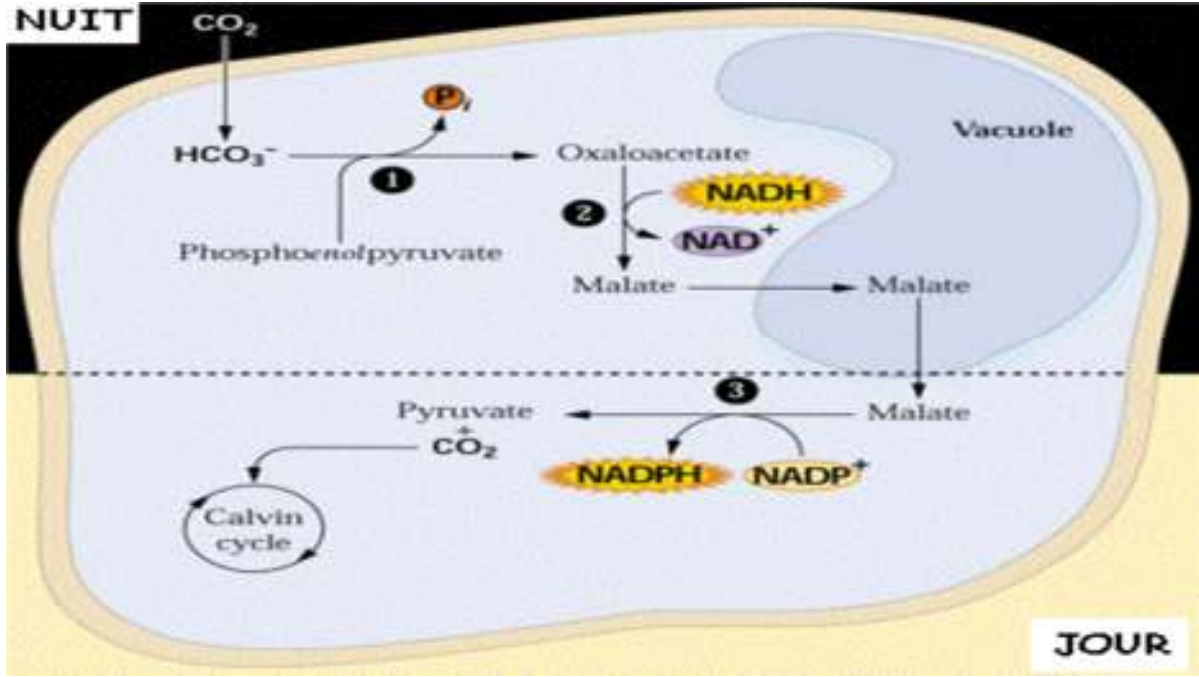 NUIT
CO₂
Pᵢ
Vacuole
HCO₃⁻
Oxaloacetate
1
NADH
2
NAD⁺
Phosphoenolpyruvate
Malate
Malate
3
Pyruvate
Malate
+
CO₂
NADPH
NADP⁺
Calvin
cycle
JOUR